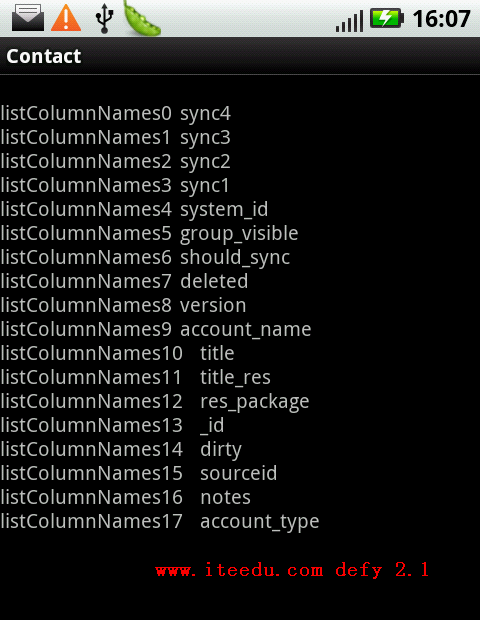 16:07
Contact
listColumnNames0 sync4
listColumnNames1 sync3
listColumnNames2 sync2
listColumnNames3 sync1
listColumnNames4 system_id
listColumnNames5 group_visible
listColumnNames6 should_sync
listColumnNames7 deleted
listColumnNames8 version
listColumnNames9 account_name
listColumnNames10 title
listColumnNames11 title_res
listColumnNames12 res_package
listColumnNames13 _id
listColumnNames14 dirty
listColumnNames15 sourceid
listColumnNames16 notes
listColumnNames17 account_type
www.iteedu.com defy 2.1